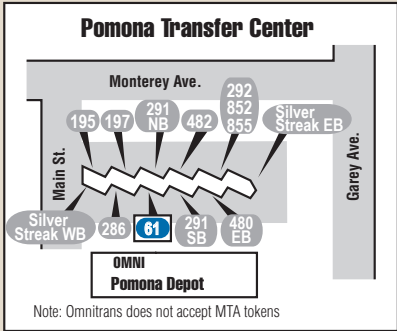 Pomona Transfer Center
Monterey Ave.
Main St.
Garey Ave.
195
197
291
NB
482
292
852
855
Silver
Streak EB
Silver
Streak WB
286
61
291
SB
480
EB
OMNI
Pomona Depot
Note: Omnitrans does not accept MTA tokens